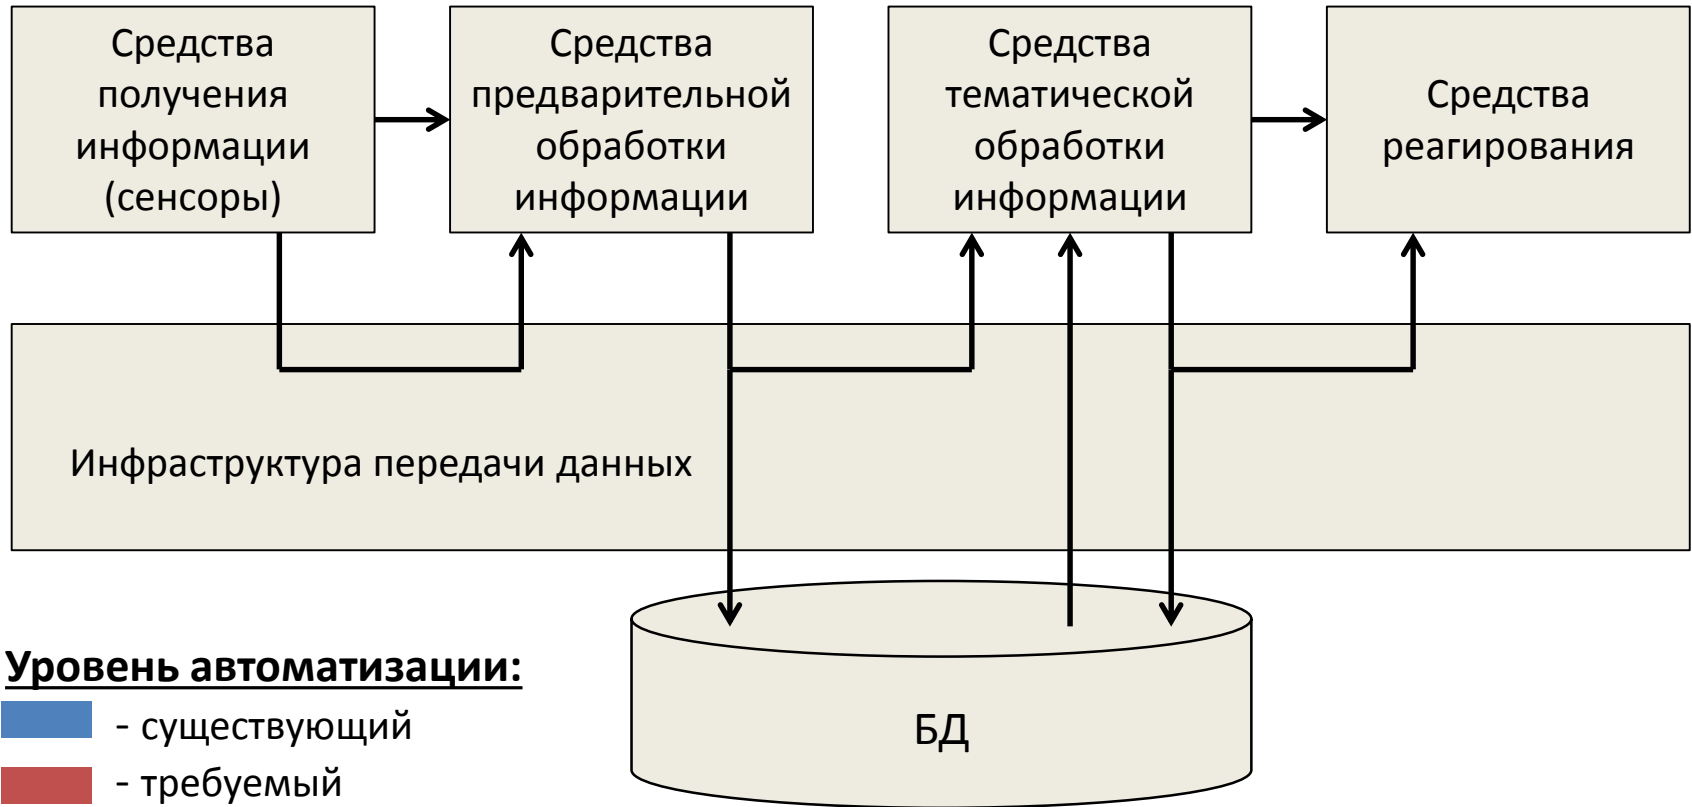 Средства
получения
информации
(сенсоры)
Средства
предварительной
обработки
информации
Средства
тематической
обработки
информации
Средства
реагирования
Инфраструктура передачи данных
БД
Уровень автоматизации:
- существующий
- требуемый